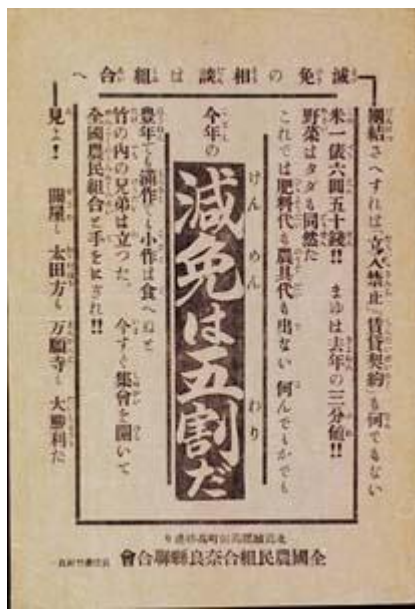 減免の相談は組合へ
團結さへすれば「立入禁止」「賃貸契約」も何でもない
米一俵六圓五十錢!! まゆは去年の三分値!!
野菜はタダも同然だ
これでは肥料代も農具代も出ない 何んでもかでも
今年の
減免は五割だ
けんめん わり
豊年でも満作でも小作は食へぬぞ
竹の内の兄弟は立つた。 今すぐ集會を開いて
全國農民組合と手をにぎれ!!
見よ! 太田方も 万願寺も 大勝利だ
全國農民組合奈良縣聯合會